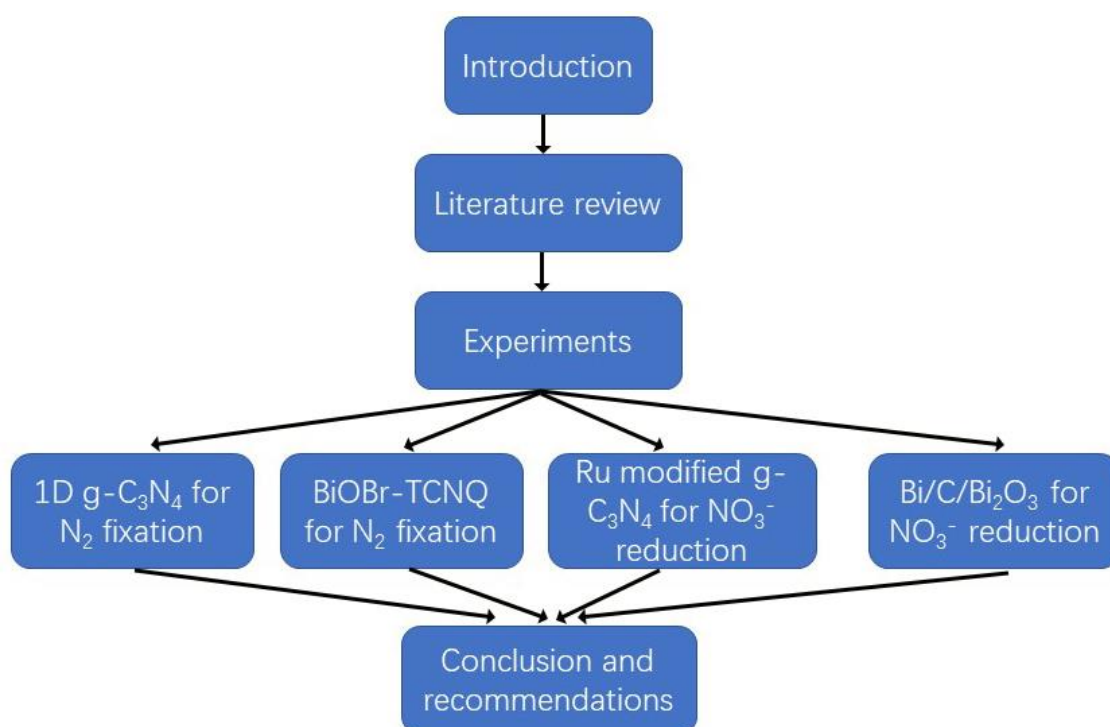 Introduction
Literature review
Experiments
1D g-C₃N₄ for
N₂ fixation
BiOBr-TCNQ
for N₂ fixation
Ru modified g-
C₃N₄ for NO₃⁻
reduction
Bi/C/Bi₂O₃ for
NO₃⁻ reduction
Conclusion and
recommendations